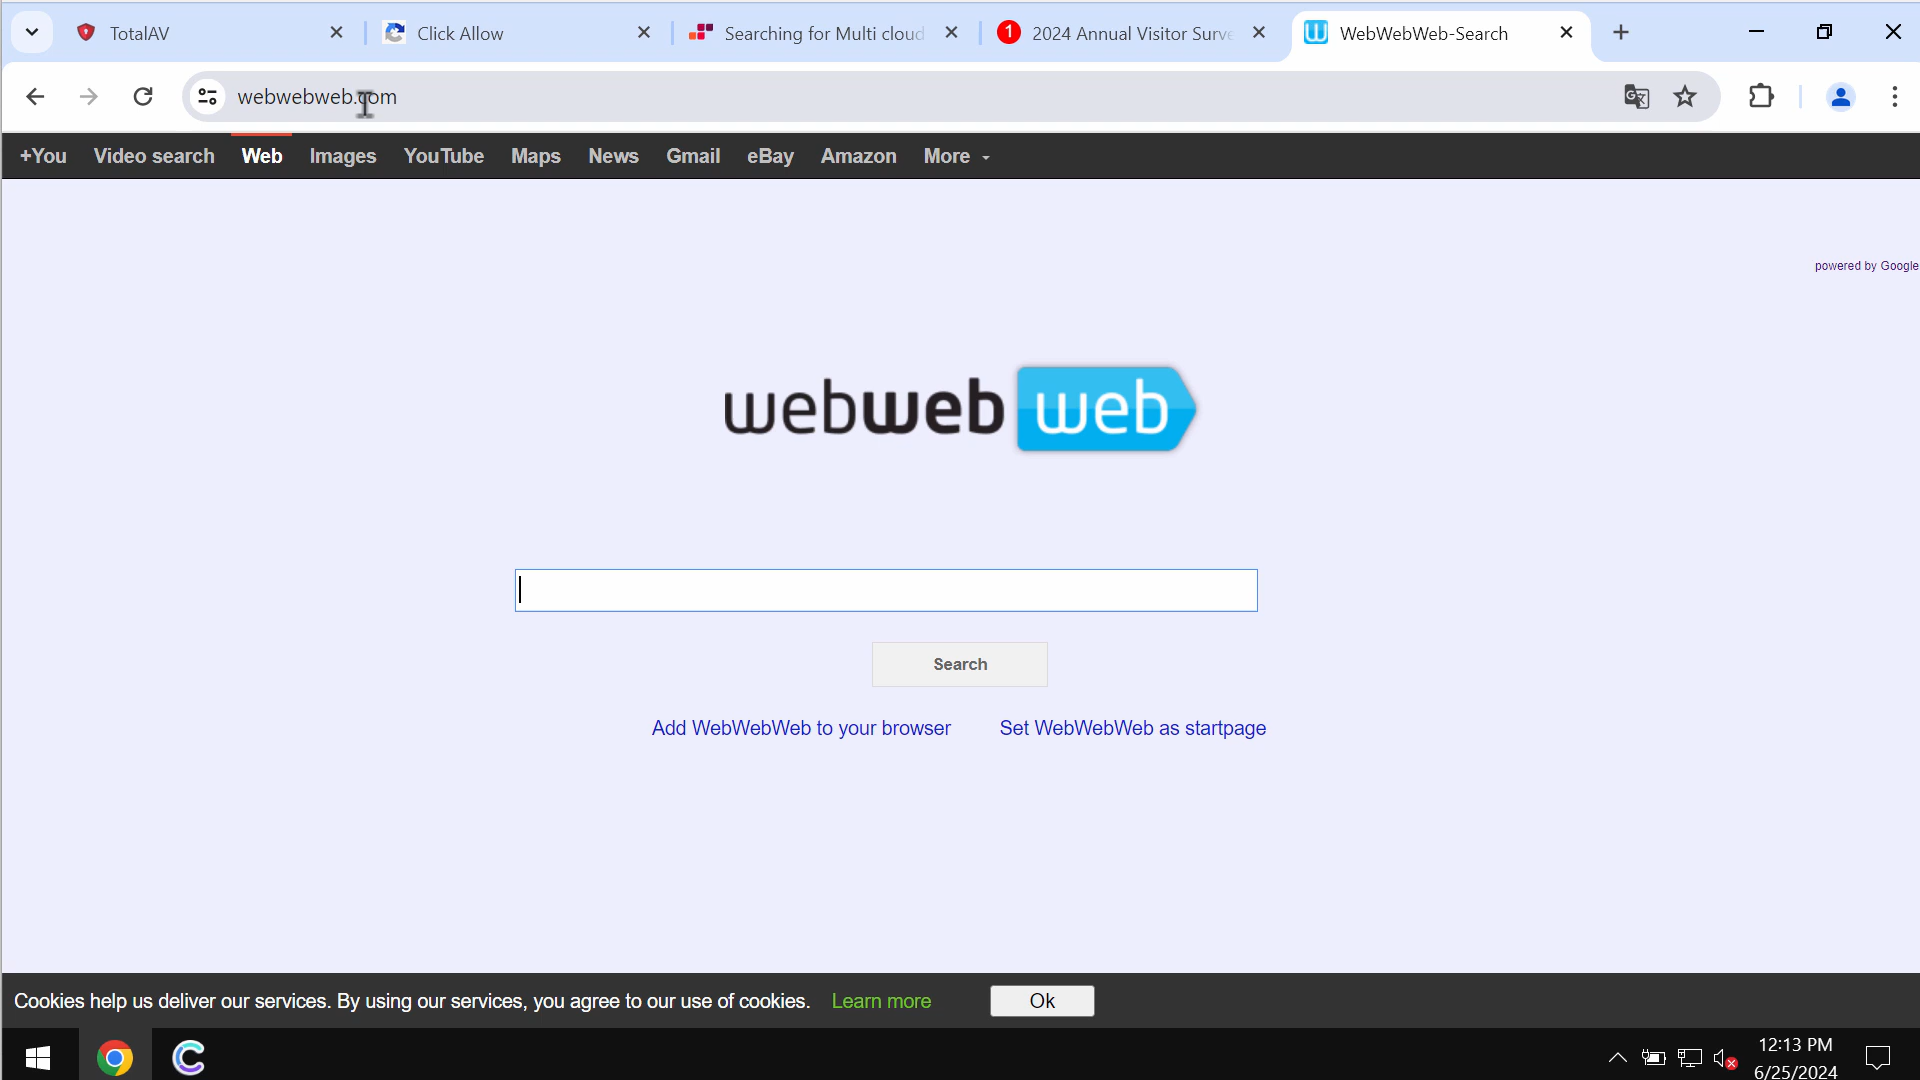 TotalAV
Click Allow
Searching for Multi cloud
1 2024 Annual Visitor Surve
WebWebWeb-Search
webwebweb.com
+You Video search Web Images YouTube Maps News Gmail eBay Amazon More
powered by Google
webwebweb
Search
Add WebWebWeb to your browser Set WebWebWeb as startpage
Cookies help us deliver our services. By using our services, you agree to our use of cookies. Learn more Ok
12:13 PM
6/25/2024